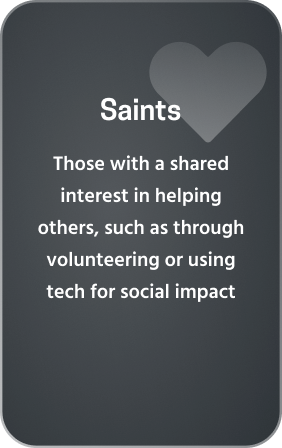 Saints
Those with a shared
interest in helping
others, such as through
volunteering or using
tech for social impact